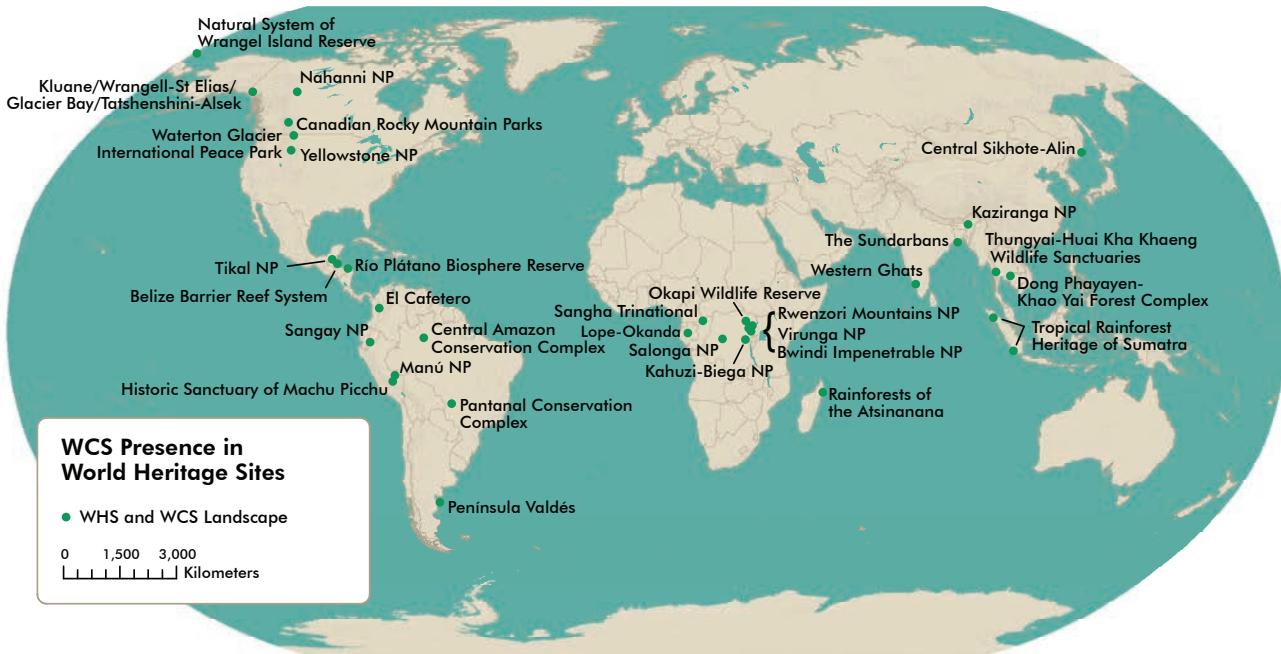 Natural System of
Wrangel Island Reserve
Kluane/Wrangell-St Elias/
Glacier Bay/Tatshenshini-Alsek
Nahanni NP
Canadian Rocky Mountain Parks
Waterton Glacier
International Peace Park
Yellowstone NP
Central Sikhote-Alin
Kaziranga NP
The Sundarbans
Thungyai-Huai Kha Khaeng
Wildlife Sanctuaries
Western Ghats
Dong Phayayen-
Khao Yai Forest Complex
Tikal NP
Río Plátano Biosphere Reserve
Belize Barrier Reef System
El Cafetero
Sangay NP
Central Amazon
Conservation Complex
Okapi Wildlife Reserve
Sangha Trinational
Lope-Okanda
Salonga NP
Rwenzori Mountains NP
Virunga NP
Bwindi Impenetrable NP
Kahuzi-Biega NP
Tropical Rainforest
Heritage of Sumatra
Manú NP
Historic Sanctuary of Machu Picchu
Pantanal Conservation
Complex
Rainforests of
the Atsinanana
Península Valdés
WCS Presence in
World Heritage Sites
WHS and WCS Landscape
0 1,500 3,000
Kilometers